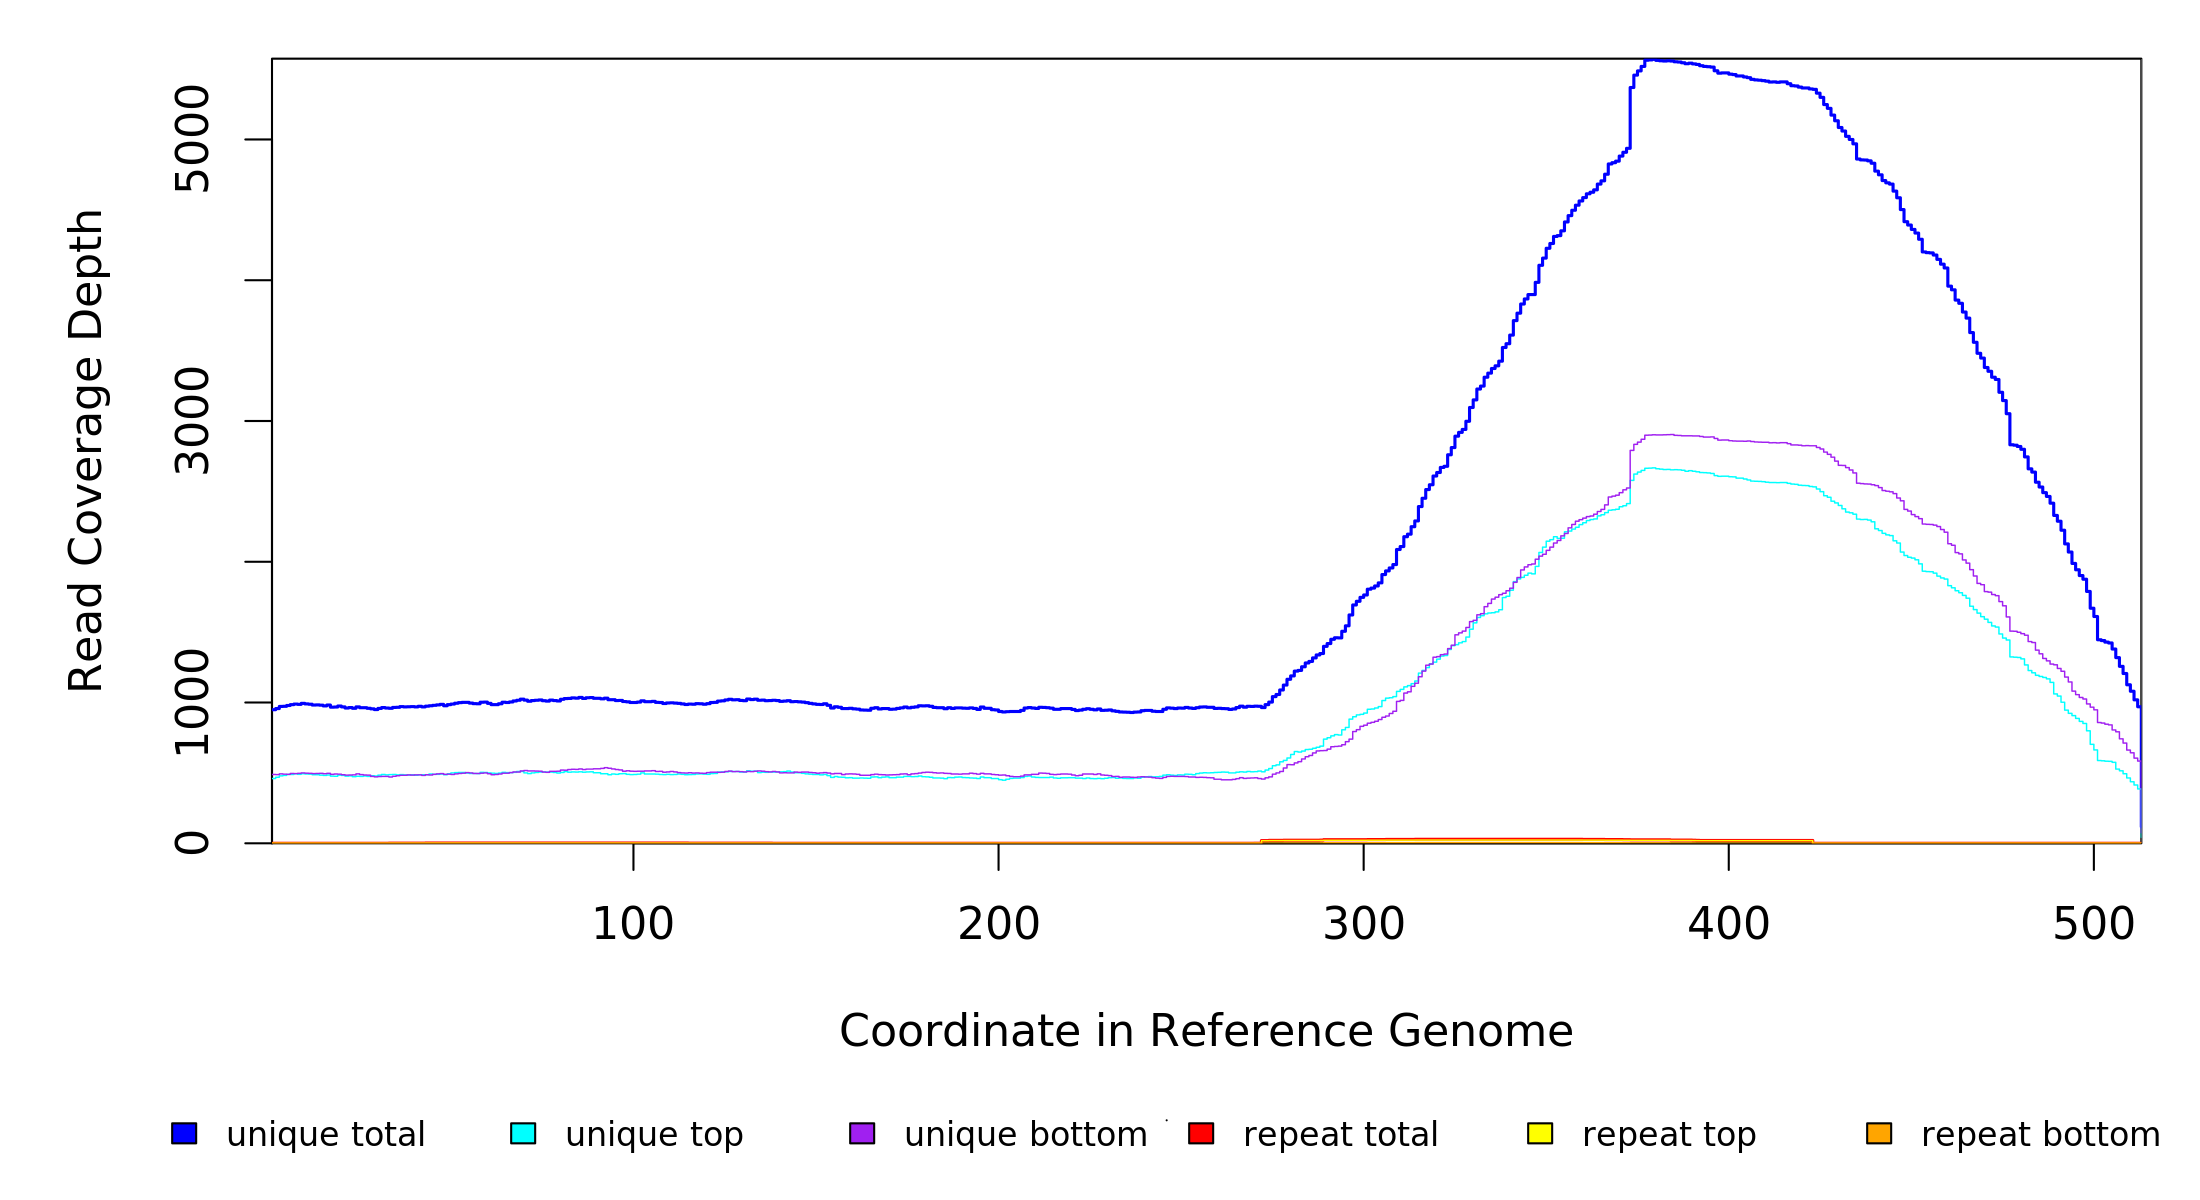 Read Coverage Depth
5000
3000
1000
0
100 200 300 400 500
Coordinate in Reference Genome
unique total unique top unique bottom repeat total repeat top repeat bottom